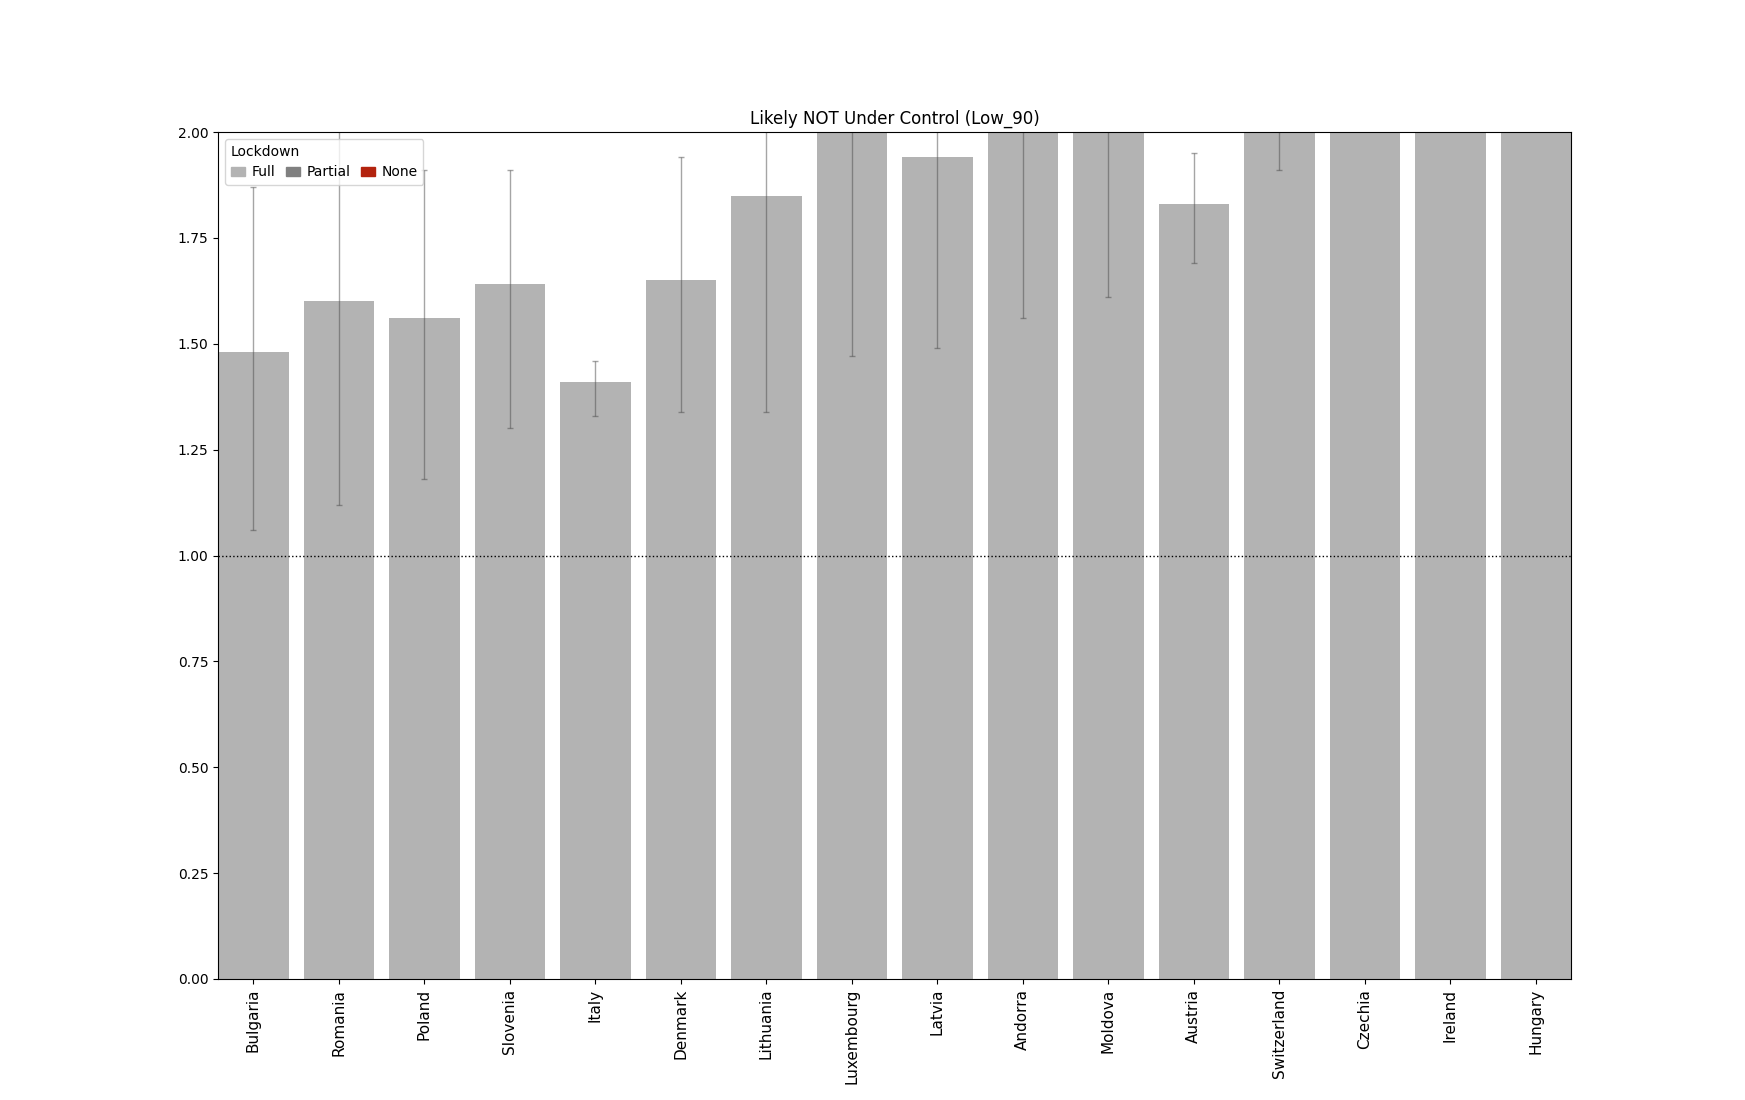 Likely NOT Under Control (Low_90)
Lockdown
Full Partial None
2.00
1.75
1.50
1.25
1.00
0.75
0.50
0.25
0.00
Bulgaria
Romania
Poland
Slovenia
Italy
Denmark
Lithuania
Luxembourg
Latvia
Andorra
Moldova
Austria
Switzerland
Czechia
Ireland
Hungary